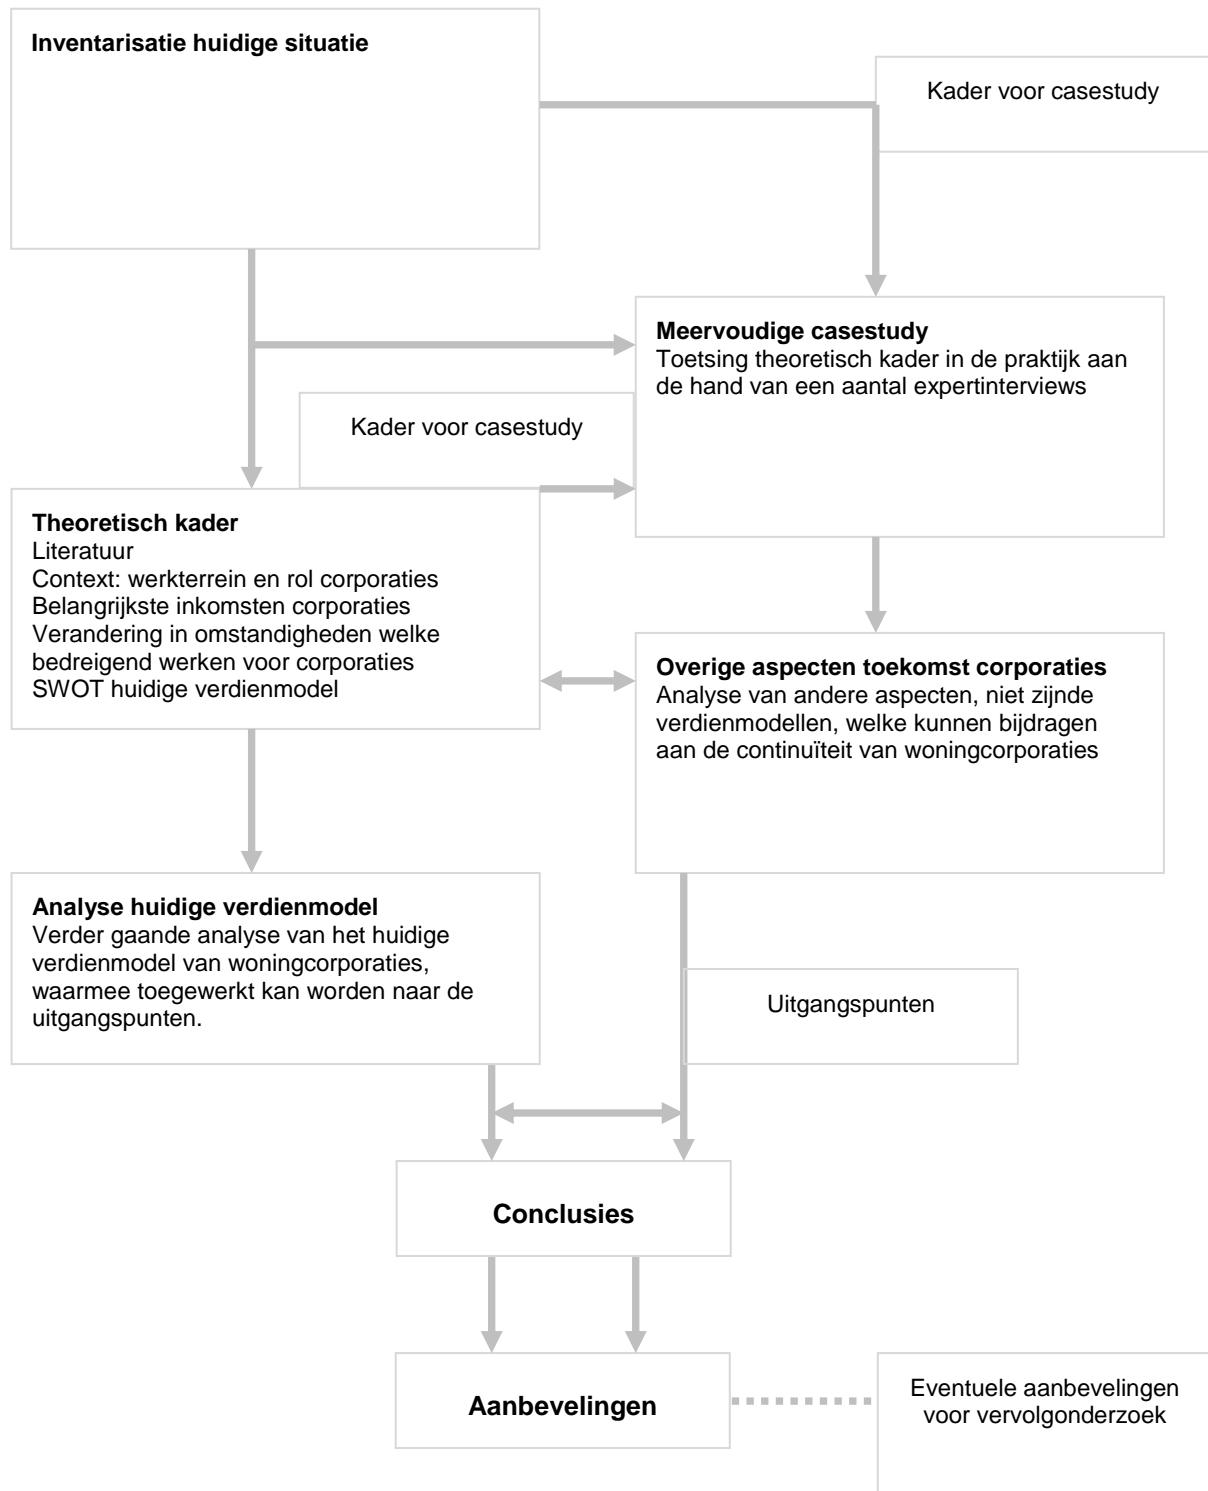 Inventarisatie huidige situatie
Kader voor casestudy
Meervoudige casestudy
Toetsing theoretisch kader in de praktijk aan
de hand van een aantal expertinterviews
Kader voor casestudy
Theoretisch kader
Literatuur
Context: werkterrein en rol corporaties
Belangrijkste inkomsten corporaties
Verandering in omstandigheden welke
bedreigend werken voor corporaties
SWOT huidige verdienmodel
Overige aspecten toekomst corporaties
Analyse van andere aspecten, niet zijnde
verdienmodellen, welke kunnen bijdragen
aan de continuïteit van woningcorporaties
Analyse huidige verdienmodel
Verder gaande analyse van het huidige
verdienmodel van woningcorporaties,
waarmee toegewerkt kan worden naar de
uitgangspunten.
Uitgangspunten
Conclusies
Aanbevelingen
Eventuele aanbevelingen
voor vervolgonderzoek